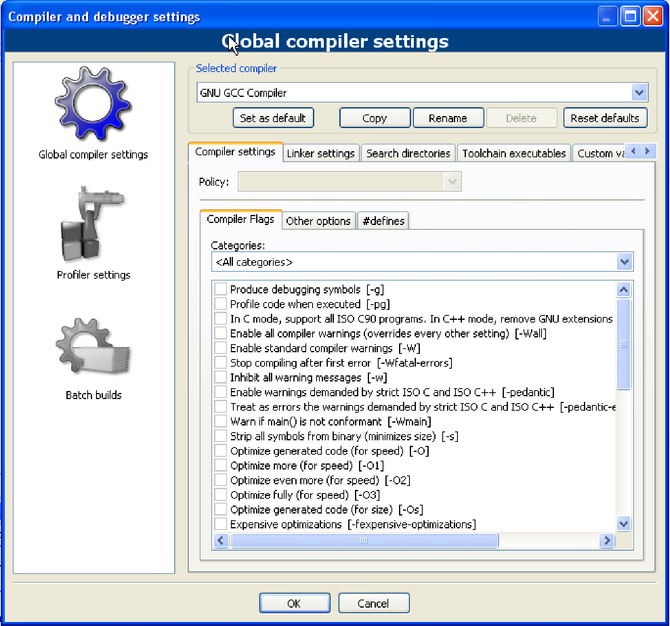 Compiler and debugger settings
Global compiler settings
Global compiler settings
Profiler settings
Batch builds
Selected compiler
GNU GCC Compiler
Set as default Copy Rename Delete Reset defaults
Compiler settings Linker settings Search directories Toolchain executables Custom va
Policy:
Compiler Flags Other options #defines
Categories:
<All categories>
Produce debugging symbols [-g]
Profile code when executed [-pg]
In C mode, support all ISO C90 programs. In C++ mode, remove GNU extensions
Enable all compiler warnings (overrides every other setting) [-Wall]
Enable standard compiler warnings [-W]
Stop compiling after first error [-Wfatal-errors]
Inhibit all warning messages [-w]
Enable warnings demanded by strict ISO C and ISO C++ [-pedantic]
Treat as errors the warnings demanded by strict ISO C and ISO C++ [-pedantic-e
Warn if main() is not conformant [-Wmain]
Strip all symbols from binary (minimizes size) [-s]
Optimize generated code (for speed) [-O]
Optimize more (for speed) [-O1]
Optimize even more (for speed) [-O2]
Optimize fully (for speed) [-O3]
Optimize generated code (for size) [-Os]
Expensive optimizations [-fexpensive-optimizations]
OK Cancel